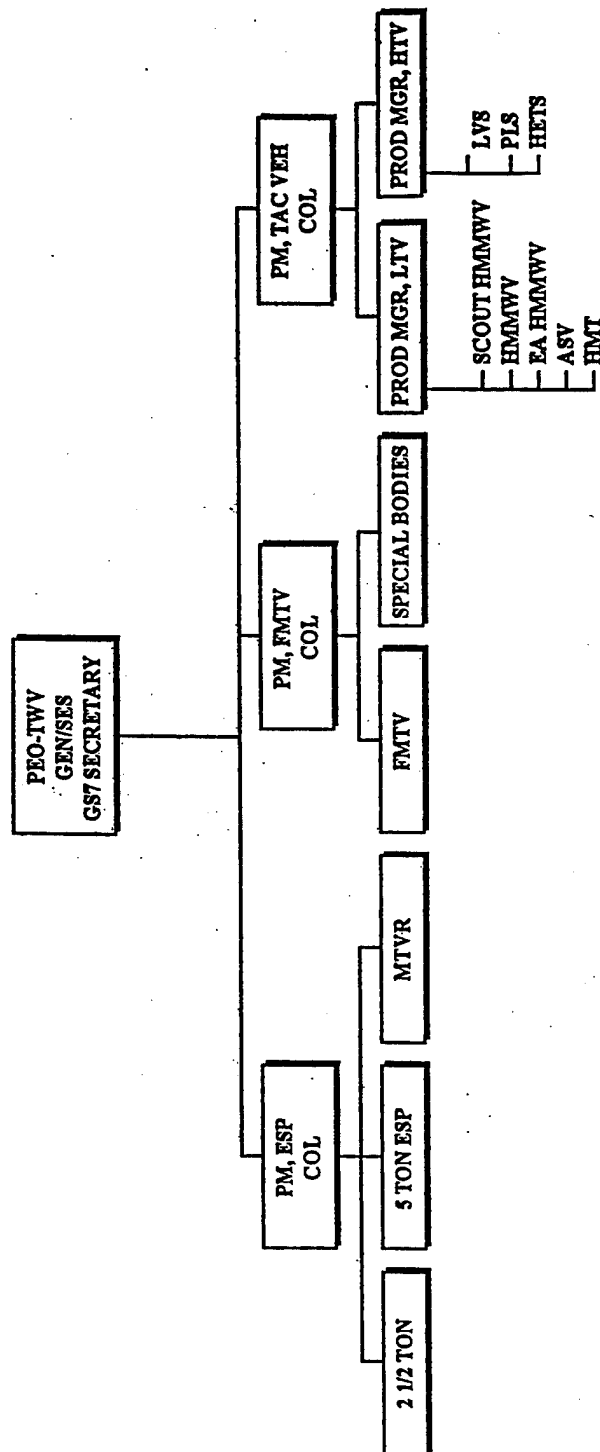 PEO-TWV
GEN/SES
GS7 SECRETARY
PM, ESP
COL
PM, FMTV
COL
PM, TAC VEH
COL
2 1/2 TON
5 TON ESP
MTVR
FMTV
SPECIAL BODIES
PROD MGR, LTV
PROD MGR, HTV
SCOUT HMMWV
HMMWV
EA HMMWV
ASV
HMT
LVS
PLS
HETS